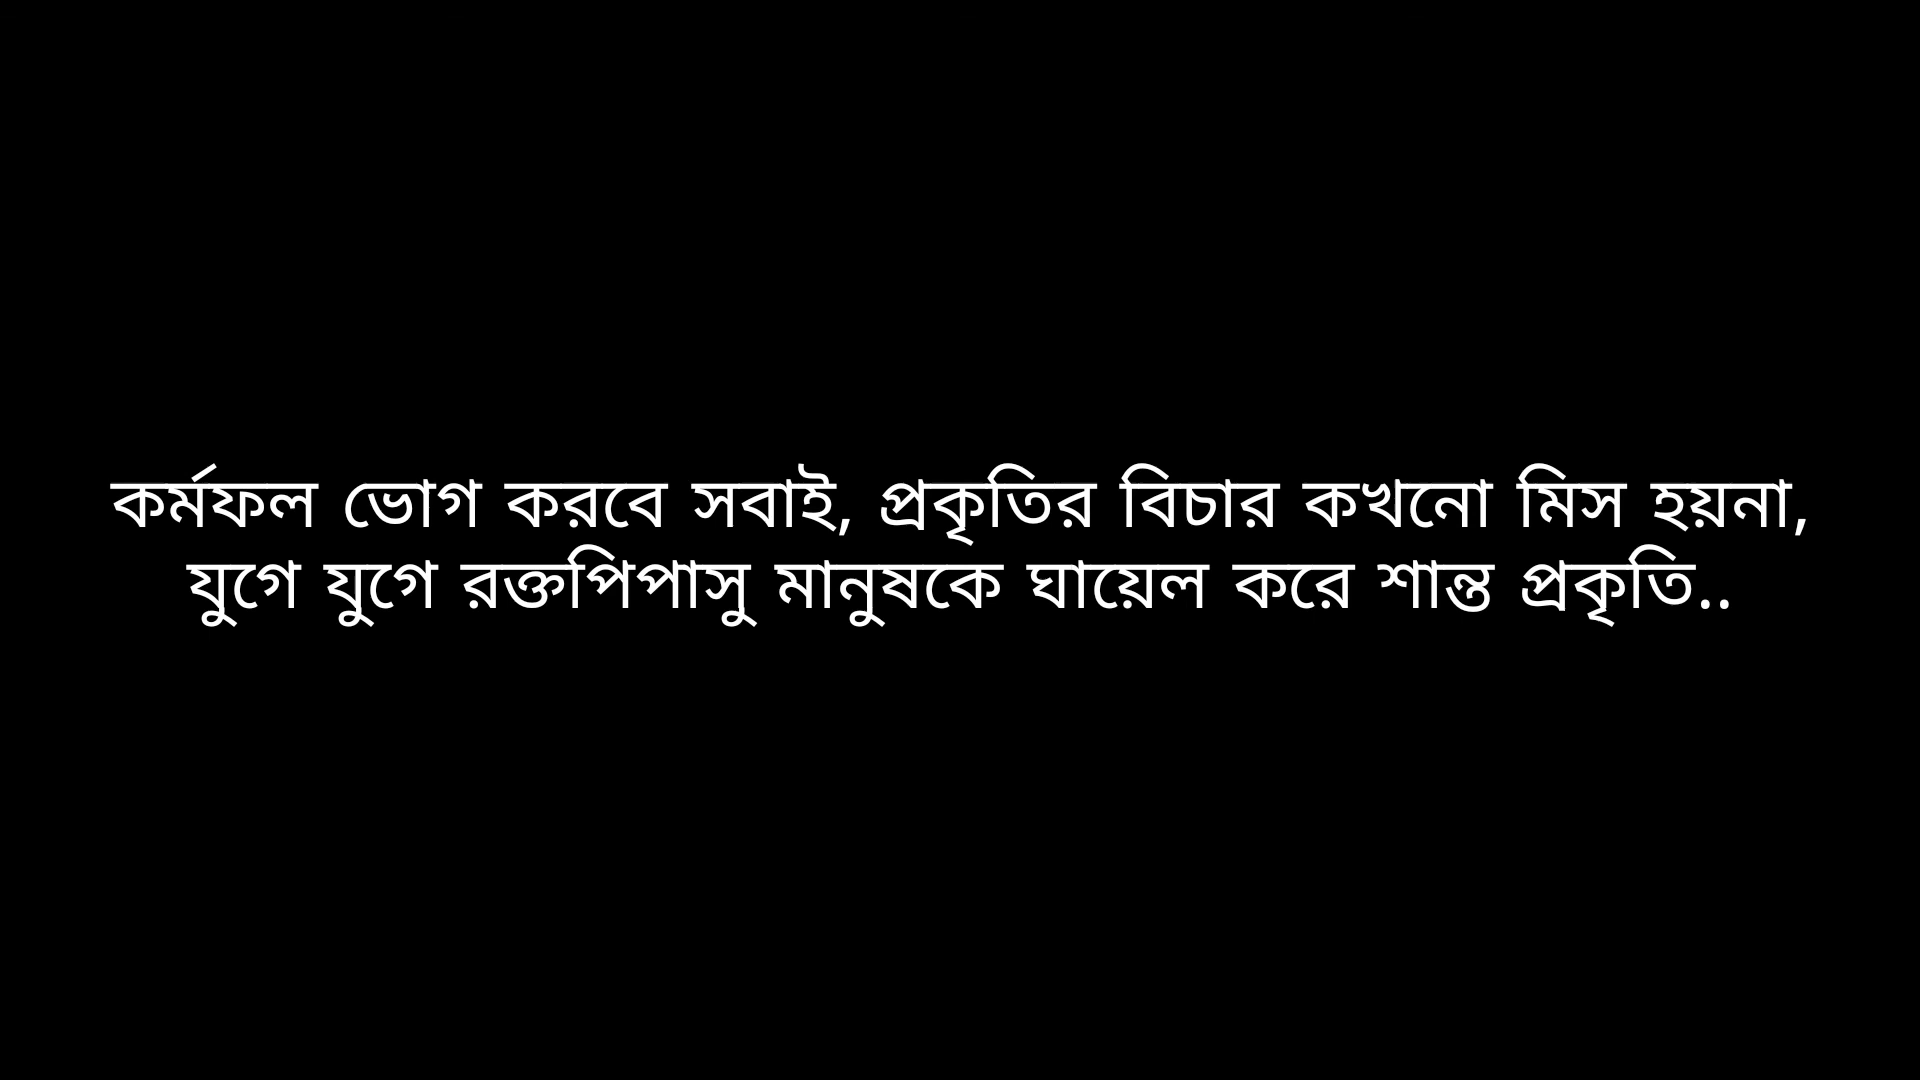 কর্মফল ভোগ করবে সবাই, প্রকৃতির বিচার কখনো মিস হয়না,
যুগে যুগে রক্তপিপাসু মানুষকে ঘায়েল করে শান্ত প্রকৃতি..